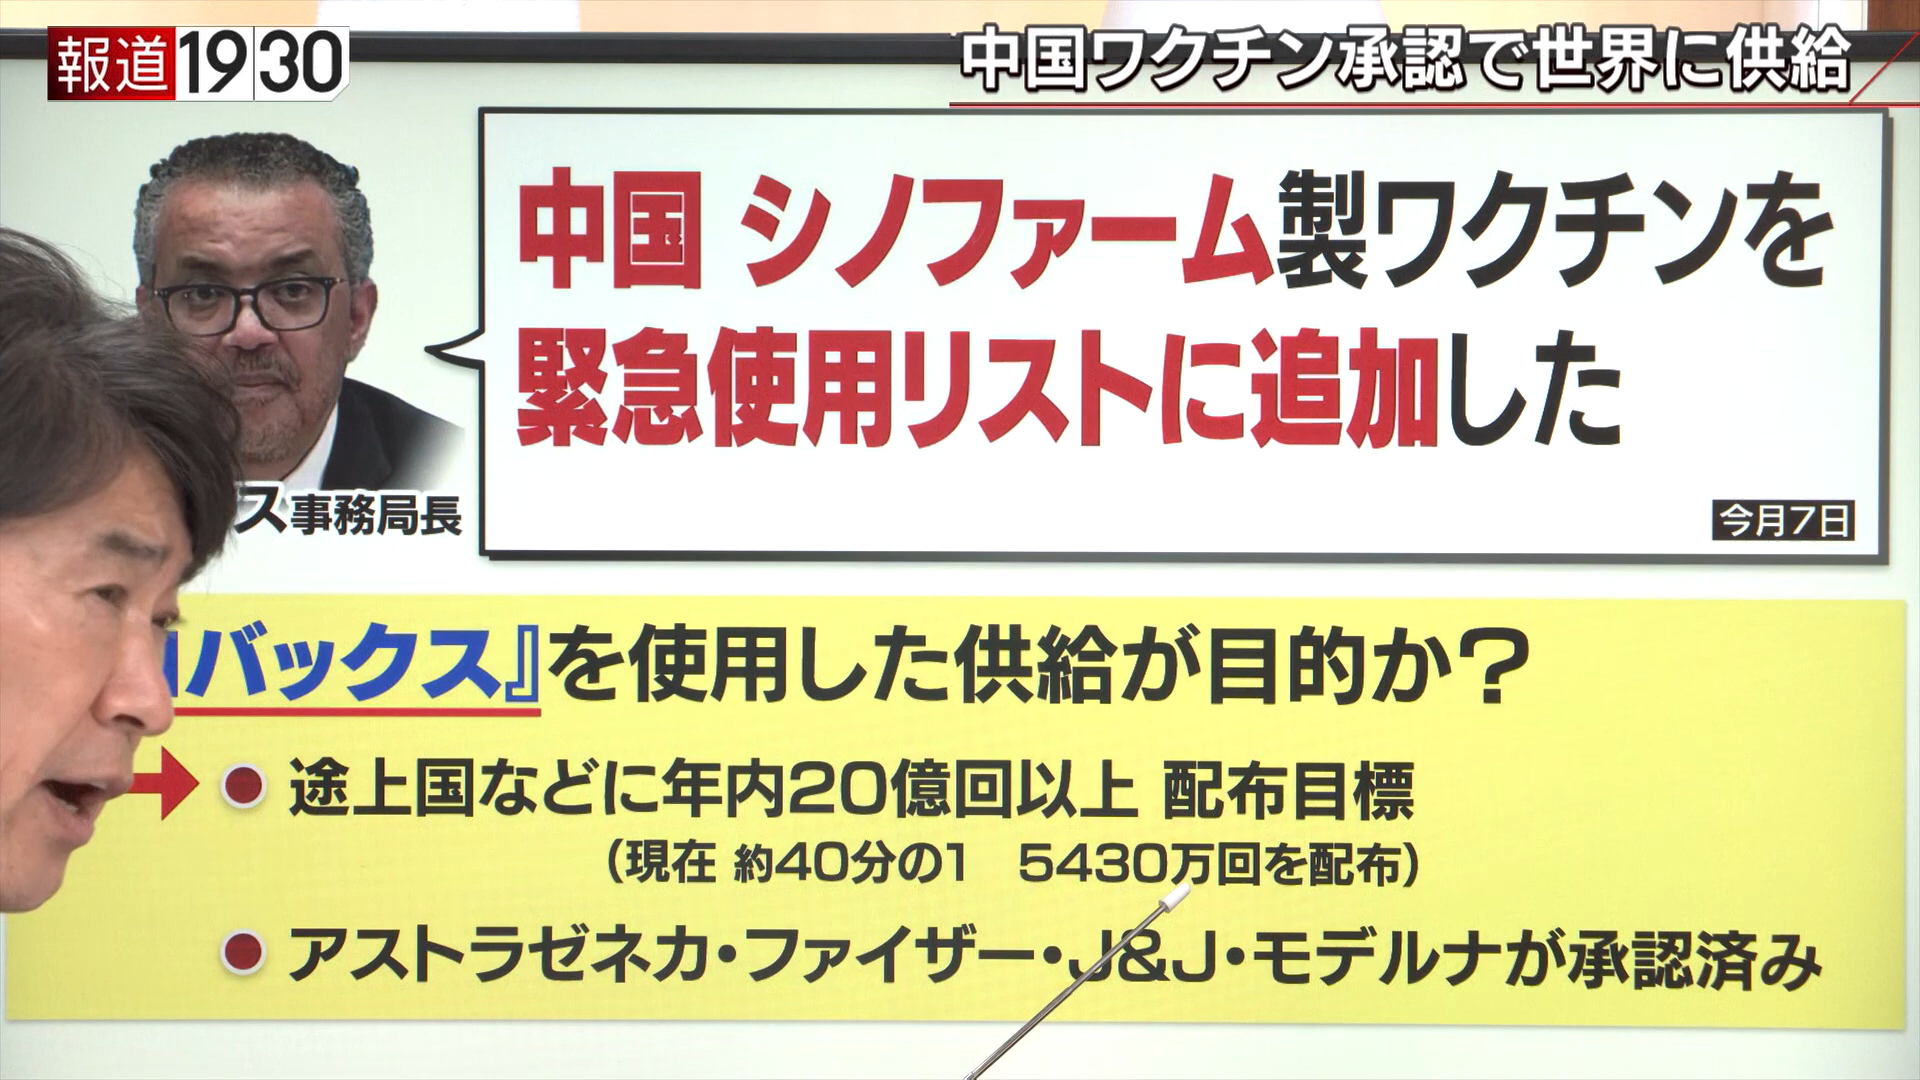 報道 19 30
中国ワクチン承認で世界に供給
中国 シノファーム製ワクチンを
緊急使用リストに追加した
今月7日
ス事務局長
バックス』を使用した供給が目的か?
途上国などに年内20億回以上 配布目標
(現在 約40分の1 5430万回を配布)
アストラゼネカ・ファイザー・J&J・モデルナが承認済み